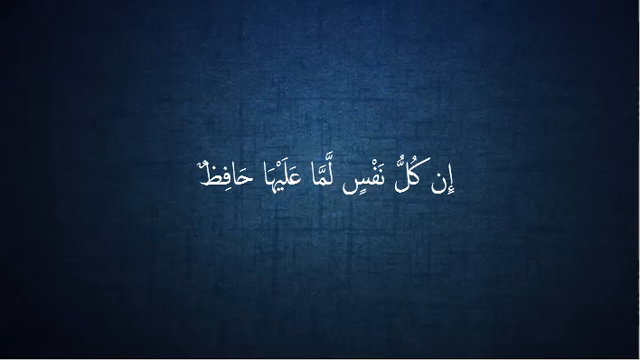 إِن كُلُّ نَفْسٍ لَّمَّا عَلَيْهَا حَافِظٌ